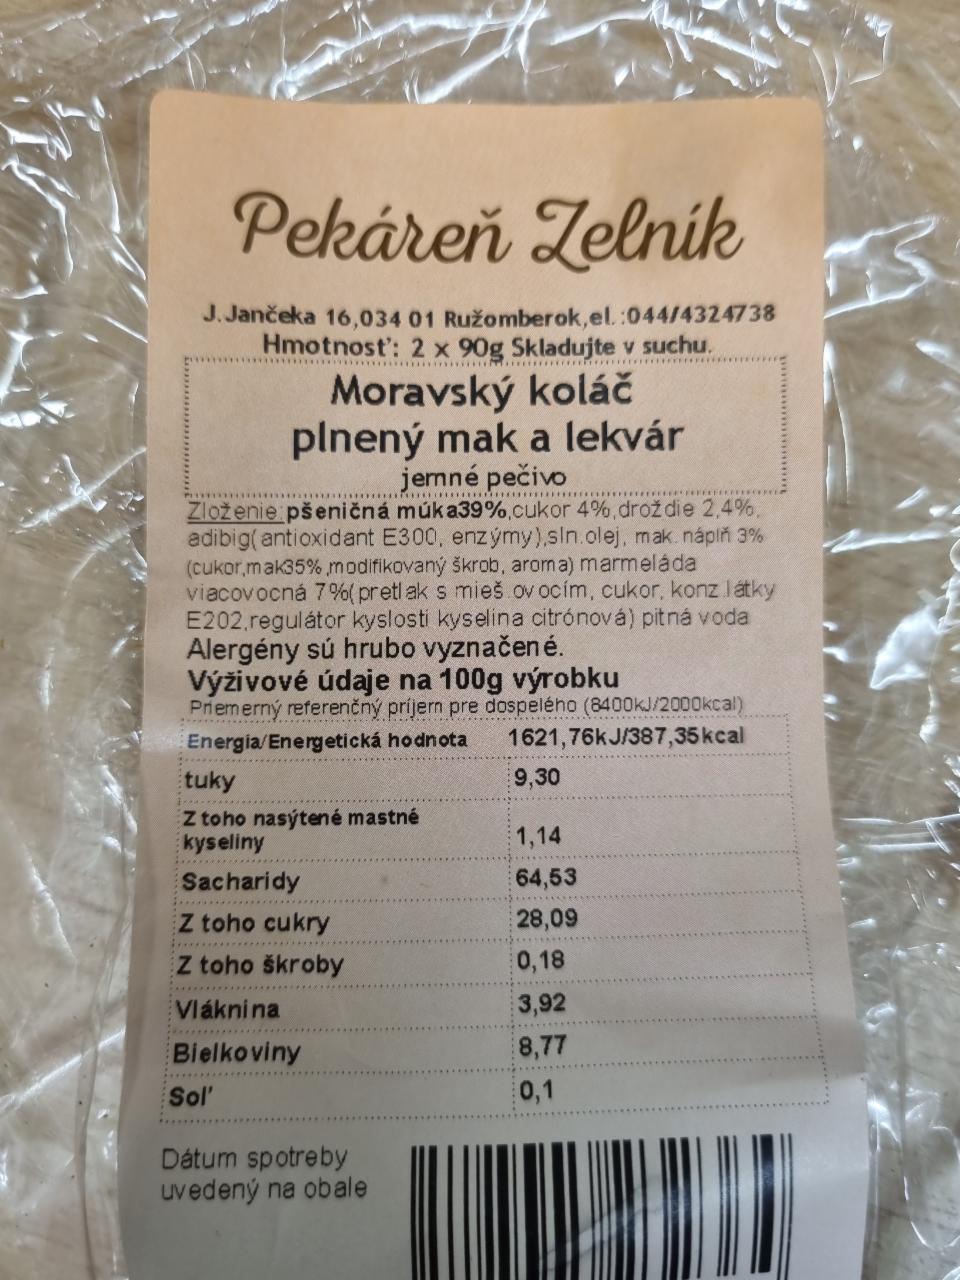 Pekáreň Zelník
J.Jančeka 16,034 01 Ružomberok,el.:044/4324738
Hmotnosť: 2 x 90g Skladujte v suchu.
Moravský koláč
plnený mak a lekvár
jemné pečivo
Zloženie:pšeničná múka39%,cukor 4%,droždie 2,4%,
adibig(antioxidant E300, enzýmy),sln.olej, mak. náplň 3%
(cukor,mak35%,modifikovaný škrob, aroma) marmeláda
viacovocná 7%(pretlak s mieš.ovocím, cukor, konz.látky
E202,regulátor kyslosti kyselina citrónová) pitná voda
Alergény sú hrubo vyznačené.
Výživové údaje na 100g výrobku
Priemerný referenčný príjem pre dospelého (8400kJ/2000kcal)
Energia/Energetická hodnota 1621,76kJ/387,35kcal
tuky 9,30
Z toho nasýtené mastné
kyseliny 1,14
Sacharidy 64,53
Z toho cukry 28,09
Z toho škroby 0,18
Vláknina 3,92
Bielkoviny 8,77
Soľ 0,1
Dátum spotreby
uvedený na obale